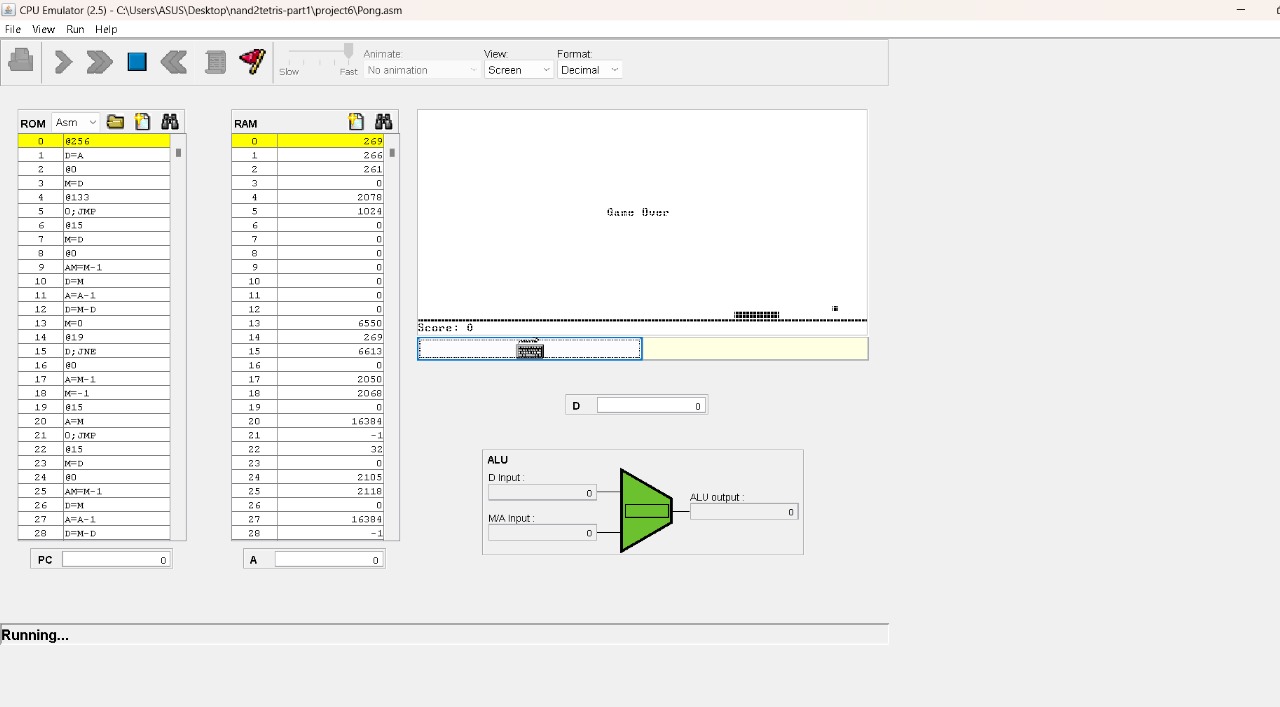 CPU Emulator (2.5) - C:\Users\ASUS\Desktop\nand2tetris-part1\project6\Pong.asm
File View Run Help
Slow Fast
Animate:
No animation
View:
Screen
Format:
Decimal
ROM Asm
0 @256
1 D=A
2 @0
3 M=D
4 @133
5 0;JMP
6 @15
7 M=D
8 @0
9 AM=M-1
10 D=M
11 A=A-1
12 D=M-D
13 M=0
14 @19
15 D;JNE
16 @0
17 A=M-1
18 M=-1
19 @15
20 A=M
21 0;JMP
22 @15
23 M=D
24 @0
25 AM=M-1
26 D=M
27 A=A-1
28 D=M-D
PC 0
RAM
0 269
1 266
2 261
3 0
4 2078
5 1024
6 0
7 0
8 0
9 0
10 0
11 0
12 0
13 6550
14 269
15 6613
16 0
17 2050
18 2068
19 0
20 16384
21 -1
22 32
23 0
24 2105
25 2118
26 0
27 16384
28 -1
A 0
Game Over
Score: 0
D 0
ALU
D Input :
0
M/A Input :
0
ALU output :
0
Running...